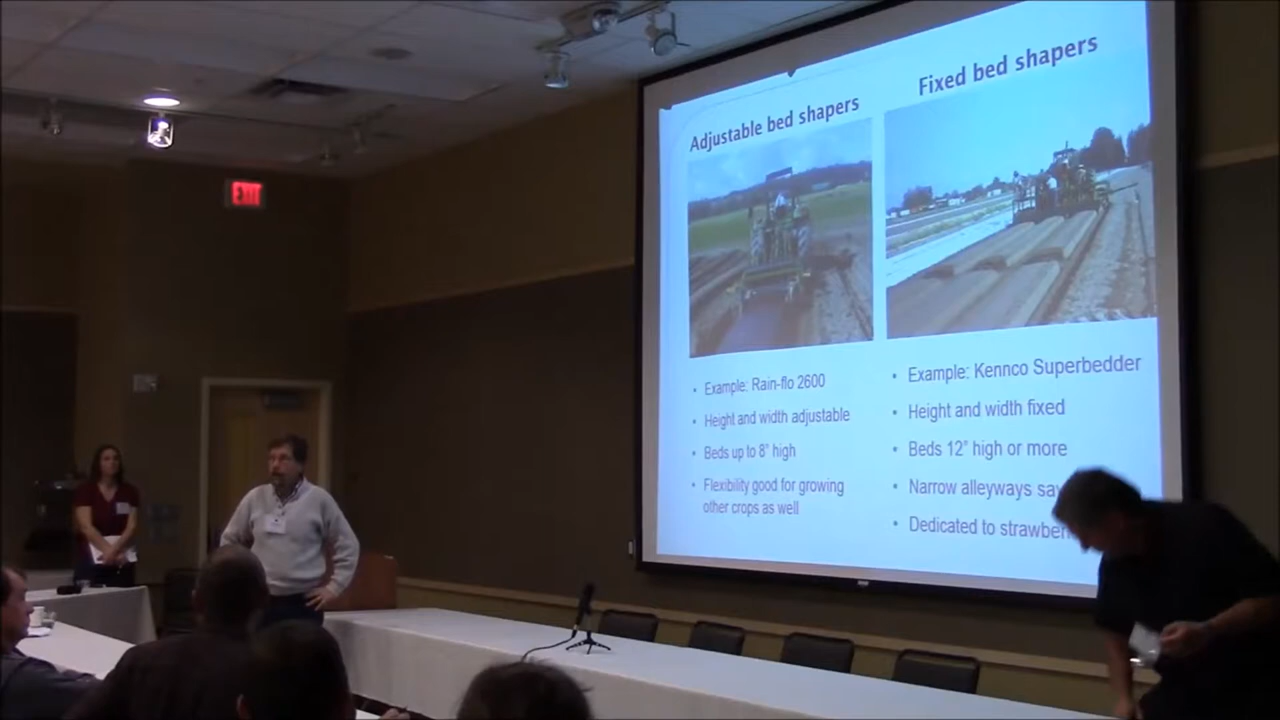 EXIT
Adjustable bed shapers
Fixed bed shapers
• Example: Rain-flo 2600
• Height and width adjustable
• Beds up to 8" high
• Flexibility good for growing
other crops as well
• Example: Kennco Superbedder
• Height and width fixed
• Beds 12" high or more
• Narrow alleyways
• Dedicated to